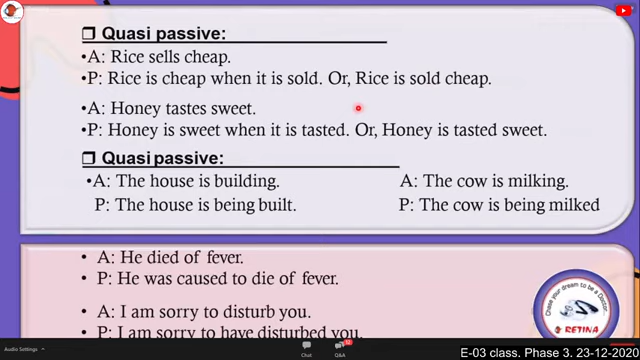 ❒ Quasi passive:
•A: Rice sells cheap.
•P: Rice is cheap when it is sold. Or, Rice is sold cheap.
•A: Honey tastes sweet.
•P: Honey is sweet when it is tasted. Or, Honey is tasted sweet.
❒ Quasi passive:
•A: The house is building. A: The cow is milking.
P: The house is being built. P: The cow is being milked
• A: He died of fever.
• P: He was caused to die of fever.
• A: I am sorry to disturb you.
• P: I am sorry to have disturbed you.
Chase your dream to be a Doctor
RETINA
Audio Settings
Chat
Q&A
E-03 class. Phase 3. 23-12-2020